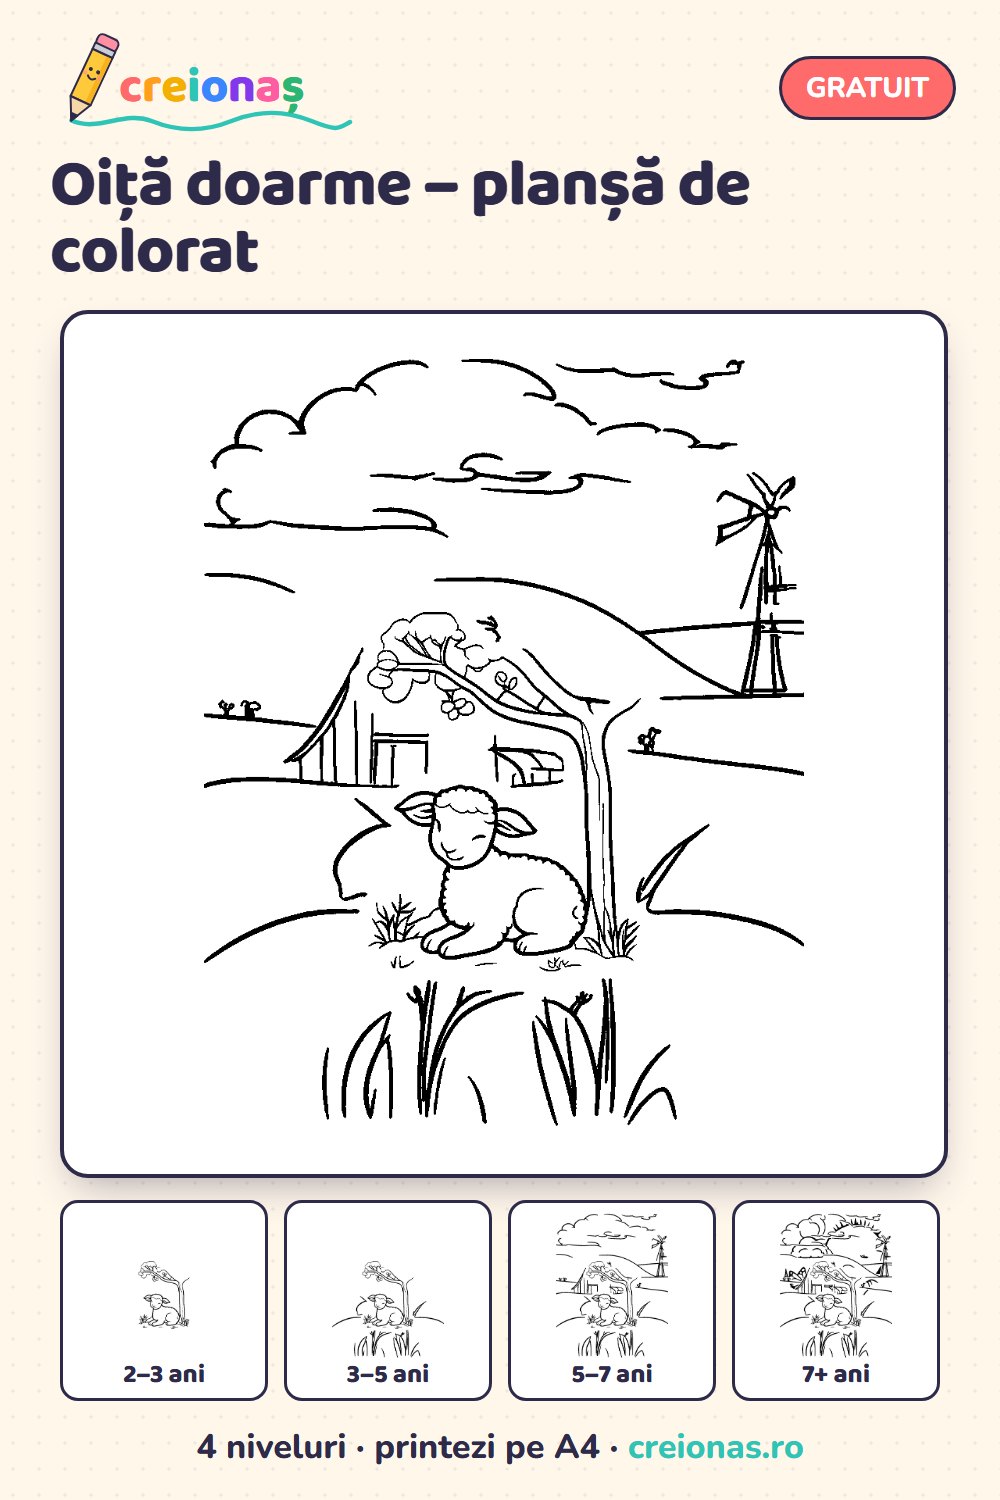 creionaș
GRATUIT
Oiță doarme – planșă de
colorat
2–3 ani
3–5 ani
5–7 ani
7+ ani
4 niveluri · printezi pe A4 · creionas.ro